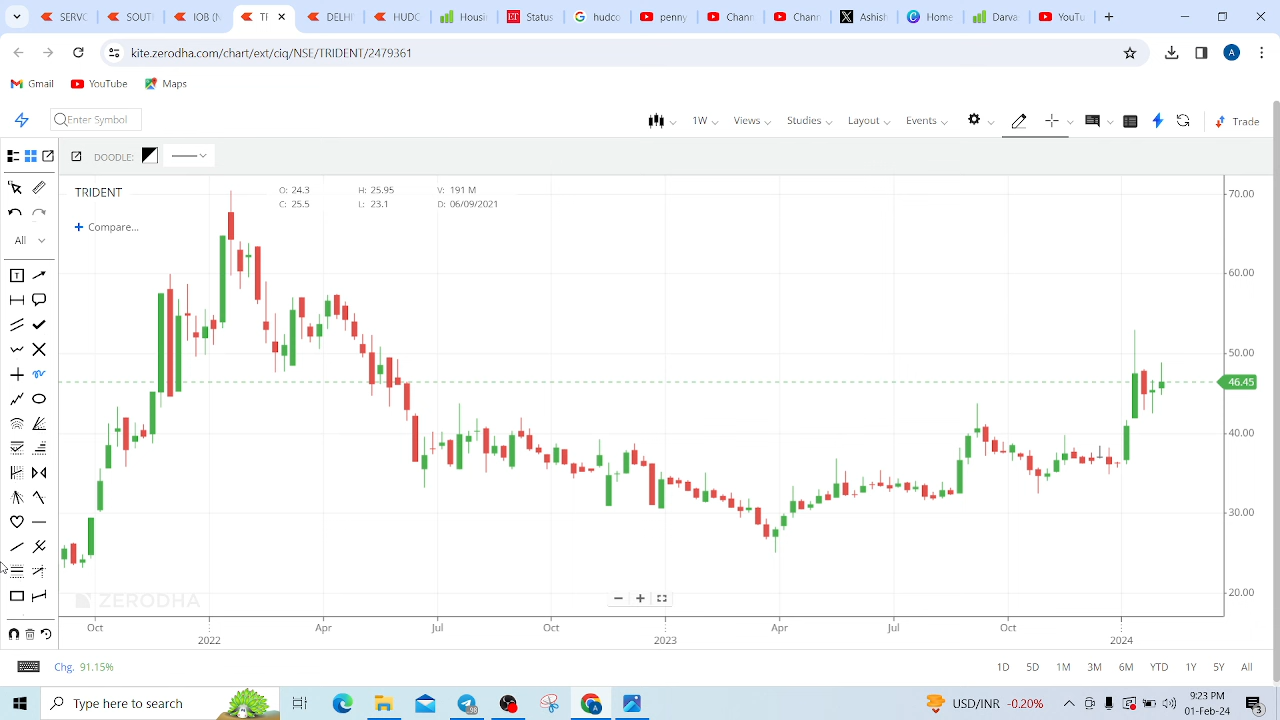 SERVC
SOUT
IOB
T
DEN
HUDC
Housi
Status
hudco
penny
Chann
Chann
Ashist
Home
Darva
YouTu
kite.zerodha.com/chart/ext/ciq/NSE/TRIDENT/2479361
A
Gmail
YouTube
Maps
Enter Symbol
1W
Views
Studies
Layout
Events
Trade
DOODLE:
TRIDENT
O: 24.3 H: 25.95 V: 191 M
C: 25.5 L: 23.1 D: 06/09/2021
Compare...
All
70.00
60.00
50.00
46.45
40.00
30.00
20.00
ZERODHA
Oct
2022
Apr
Jul
Oct
2023
Apr
Jul
Oct
2024
Chg. 91.15%
1D 5D 1M 3M 6M YTD 1Y 5Y All
Type here to search
USD/INR -0.20%
9:23 PM
01-Feb-24
3